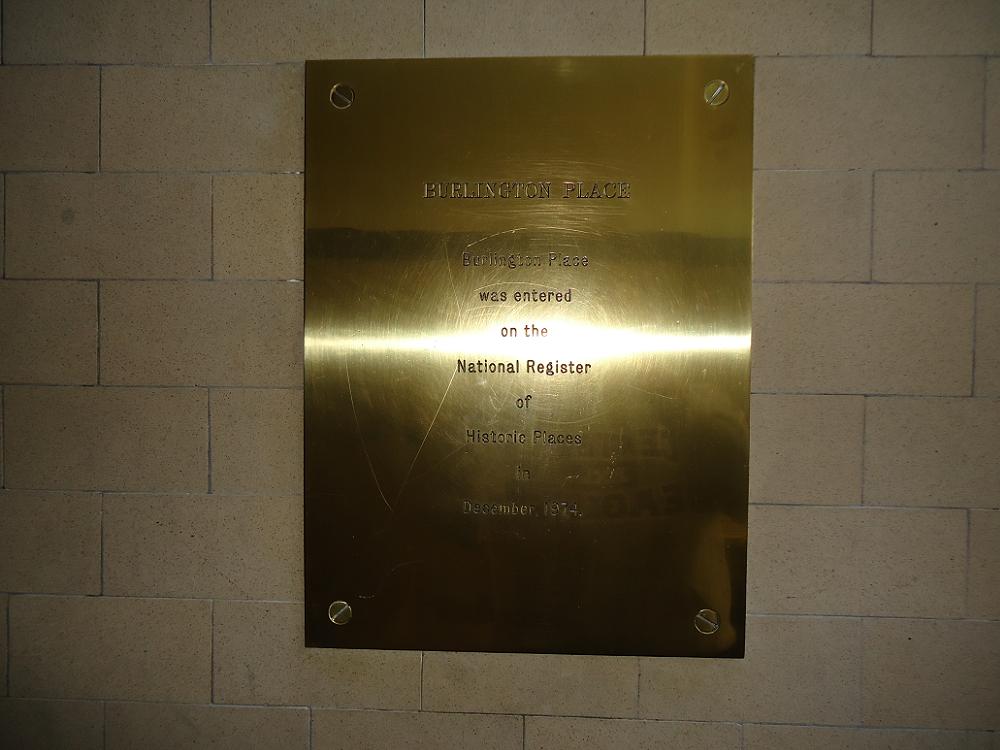 BURLINGTON PLACE
Burlington Place
was entered
on the
National Register
of
Historic Places
in
December, 1974.